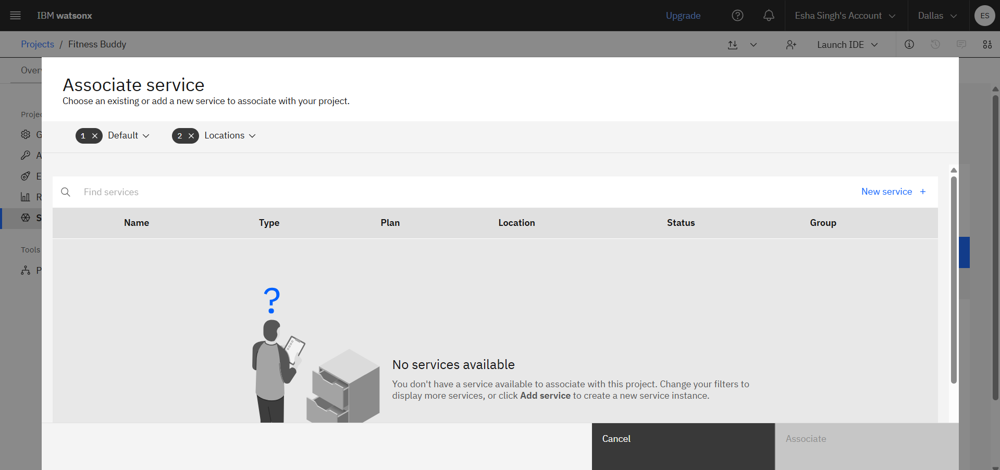 IBM watsonx
Upgrade
Esha Singh's Account
Dallas
ES
Projects / Fitness Buddy
Launch IDE
Associate service
Choose an existing or add a new service to associate with your project.
1 Default
2 Locations
Find services
New service +
Name Type Plan Location Status Group
Tools
?
No services available
You don't have a service available to associate with this project. Change your filters to
display more services, or click Add service to create a new service instance.
Cancel
Associate